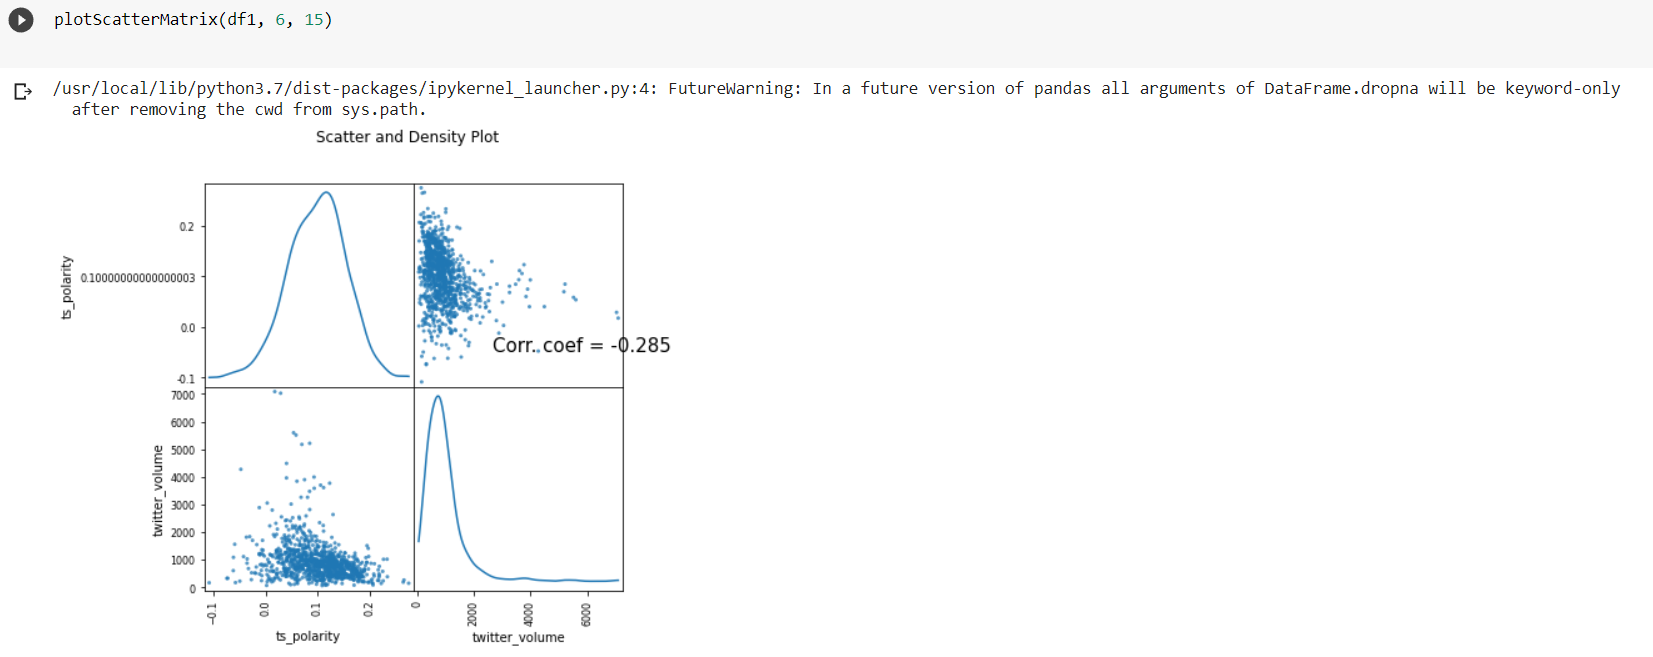 plotScatterMatrix(df1, 6, 15)
/usr/local/lib/python3.7/dist-packages/ipykernel_launcher.py:4: FutureWarning: In a future version of pandas all arguments of DataFrame.dropna will be keyword-only
after removing the cwd from sys.path.
Scatter and Density Plot
ts_polarity
0.2
0.10000000000000003
0.0
-0.1
Corr. coef = -0.285
twitter_volume
7000
6000
5000
4000
3000
2000
1000
0
−0.1 0.0 0.1 0.2 0 2000 4000 6000
ts_polarity twitter_volume